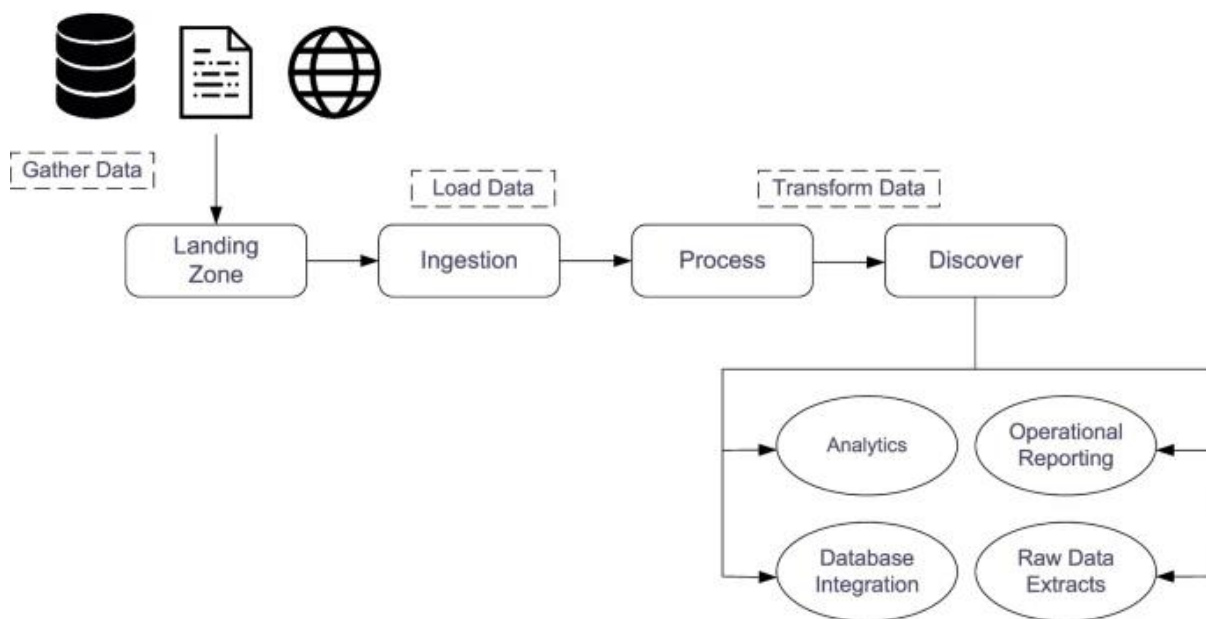 Gather Data
Load Data
Transform Data
Landing
Zone
Ingestion
Process
Discover
Analytics
Operational
Reporting
Database
Integration
Raw Data
Extracts